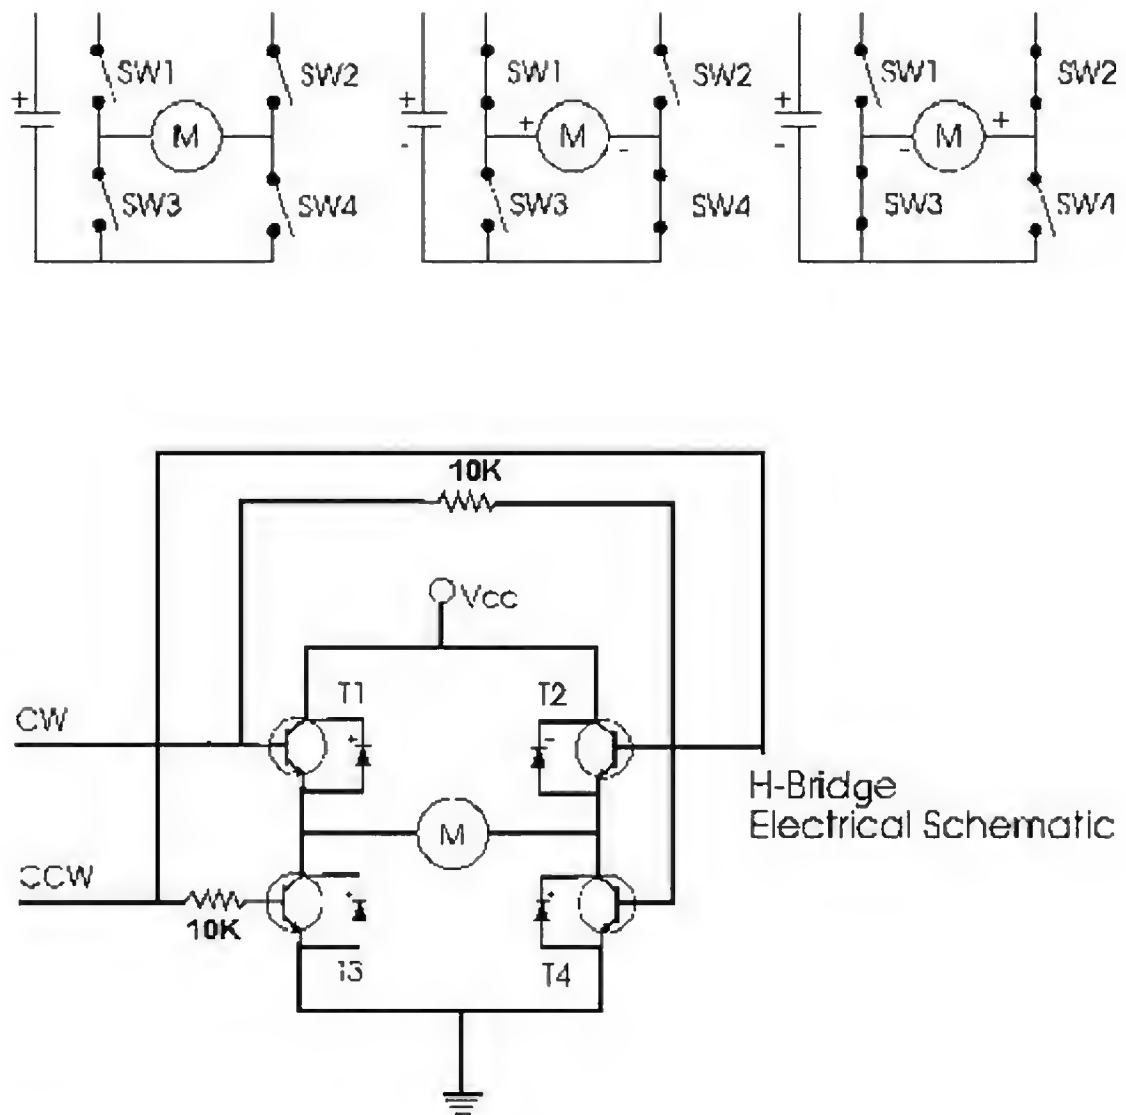 SW1
SW2
+
M
SW3
SW4
SW1
SW2
+
-
+
M
-
SW3
SW4
SW1
SW2
+
-
-
M
+
SW3
SW4
10K
Vcc
T1
T2
CW
+
-
H-Bridge
Electrical Schematic
M
CCW
10K
+
+
T3
T4